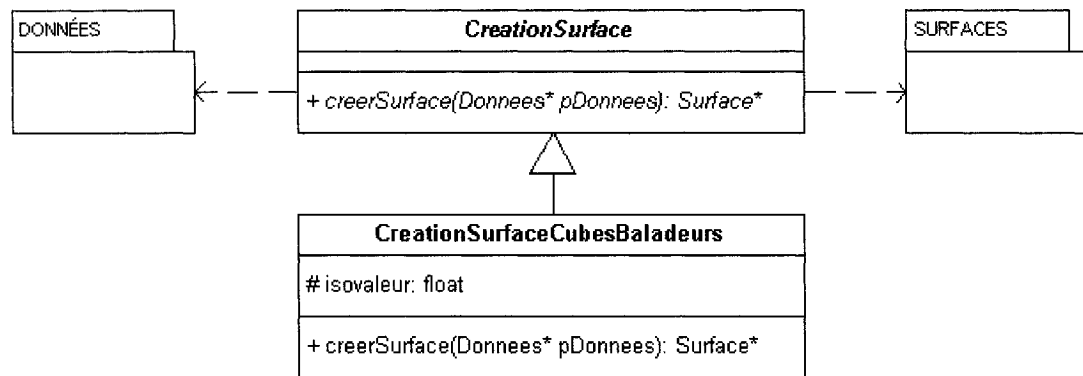 DONNÉES
CreationSurface
SURFACES
+ creerSurface(Donnees* pDonnees): Surface*
CreationSurfaceCubesBaladeurs
# isovaleur: float
+ creerSurface(Donnees* pDonnees): Surface*